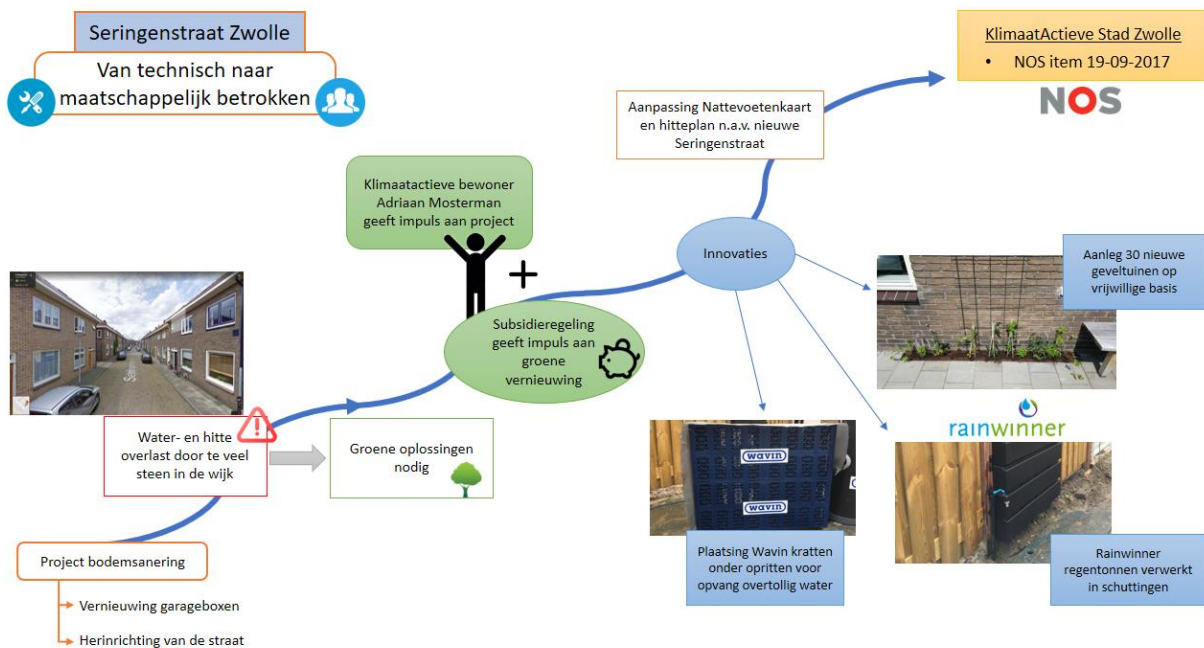 Seringenstraat Zwolle
Van technisch naar
maatschappelijk betrokken
KlimaatActieve Stad Zwolle
• NOS item 19-09-2017
NOS
Aanpassing Nattevoetenkaart
en hitteplan n.a.v. nieuwe
Seringenstraat
Klimaatactieve bewoner
Adriaan Mosterman
geeft impuls aan project
+
Innovaties
Aanleg 30 nieuwe
geveltuinen op
vrijwillige basis
Subsidieregeling
geeft impuls aan
groene
vernieuwing
rainwinner
Water- en hitte
overlast door te veel
steen in de wijk
Groene oplossingen
nodig
wavin
wavin
Plaatsing Wavin kratten
onder opritten voor
opvang overtollig water
Rainwinner
regentonnen verwerkt
in schuttingen
Project bodemsanering
Vernieuwing garageboxen
Herinrichting van de straat